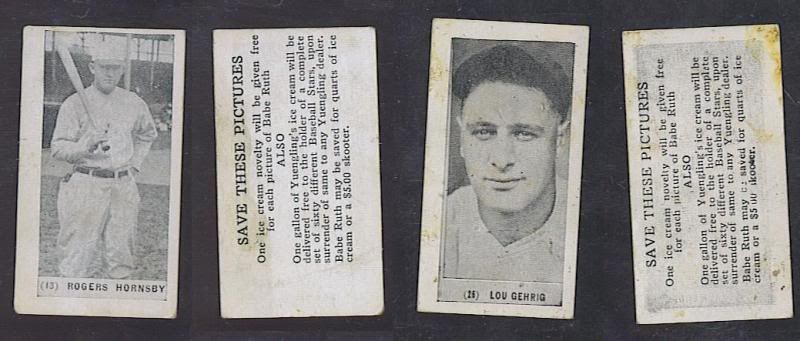 (13) ROGERS HORNSBY
SAVE THESE PICTURES
One ice cream novelty will be given free
for each picture of Babe Ruth
ALSO
One gallon of Yuengling's ice cream will be
delivered free to the holder of a complete
set of sixty different Baseball Stars, upon
surrender of same to any Yuengling dealer.
Babe Ruth may be saved for quarts of ice
cream or a $5.00 skooter.
(26) LOU GEHRIG
SAVE THESE PICTURES
One ice cream novelty will be given free
for each picture of Babe Ruth
ALSO
One gallon of Yuengling's ice cream will be
delivered free to the holder of a complete
set of sixty different Baseball Stars, upon
surrender of same to any Yuengling dealer.
Babe Ruth may saved for quarts of ice
cream or a $5.00 skooter.